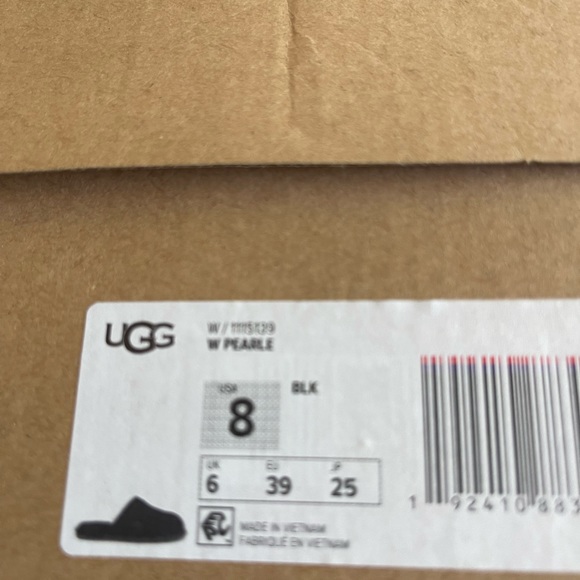 UGG
W / 1115129
W PEARLE
USA
BLK
8
UK EU JP
6 39 25
MADE IN VIETNAM
FABRIQUÉ EN VIETNAM
1 92410 883